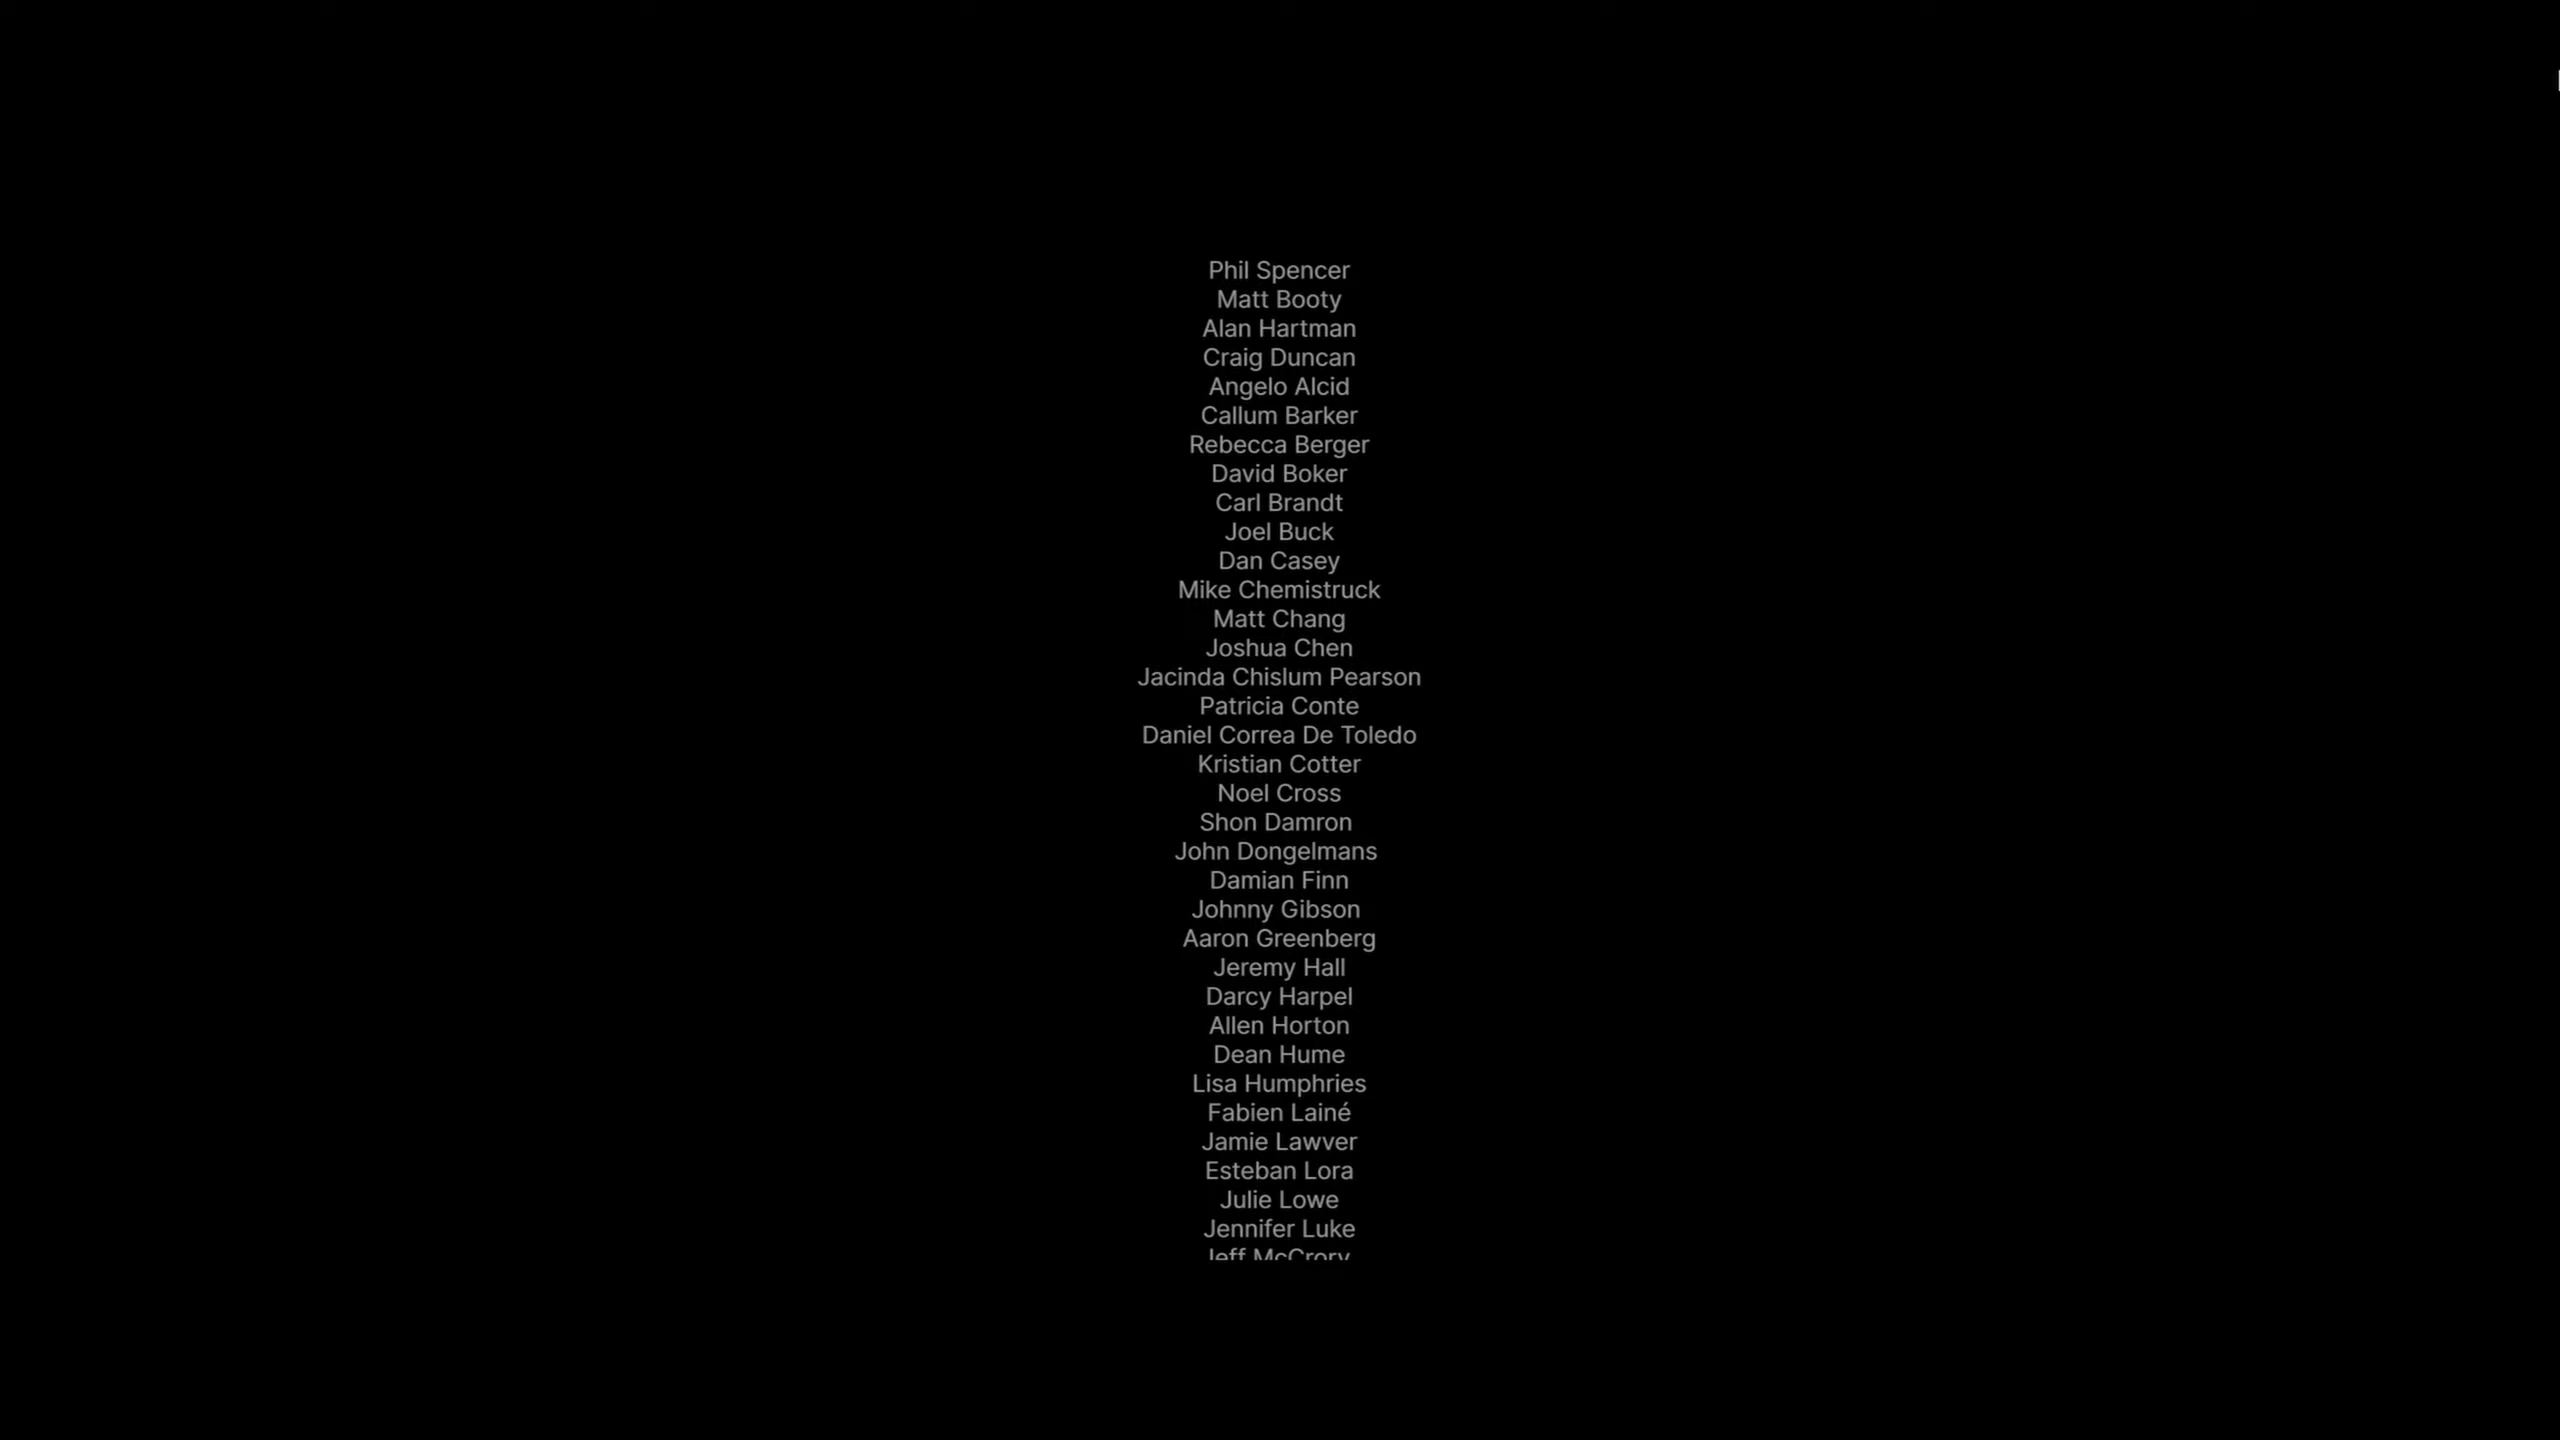 Phil Spencer
Matt Booty
Alan Hartman
Craig Duncan
Angelo Alcid
Callum Barker
Rebecca Berger
David Boker
Carl Brandt
Joel Buck
Dan Casey
Mike Chemistruck
Matt Chang
Joshua Chen
Jacinda Chislum Pearson
Patricia Conte
Daniel Correa De Toledo
Kristian Cotter
Noel Cross
Shon Damron
John Dongelmans
Damian Finn
Johnny Gibson
Aaron Greenberg
Jeremy Hall
Darcy Harpel
Allen Horton
Dean Hume
Lisa Humphries
Fabien Lainé
Jamie Lawver
Esteban Lora
Julie Lowe
Jennifer Luke
Jeff McCrory